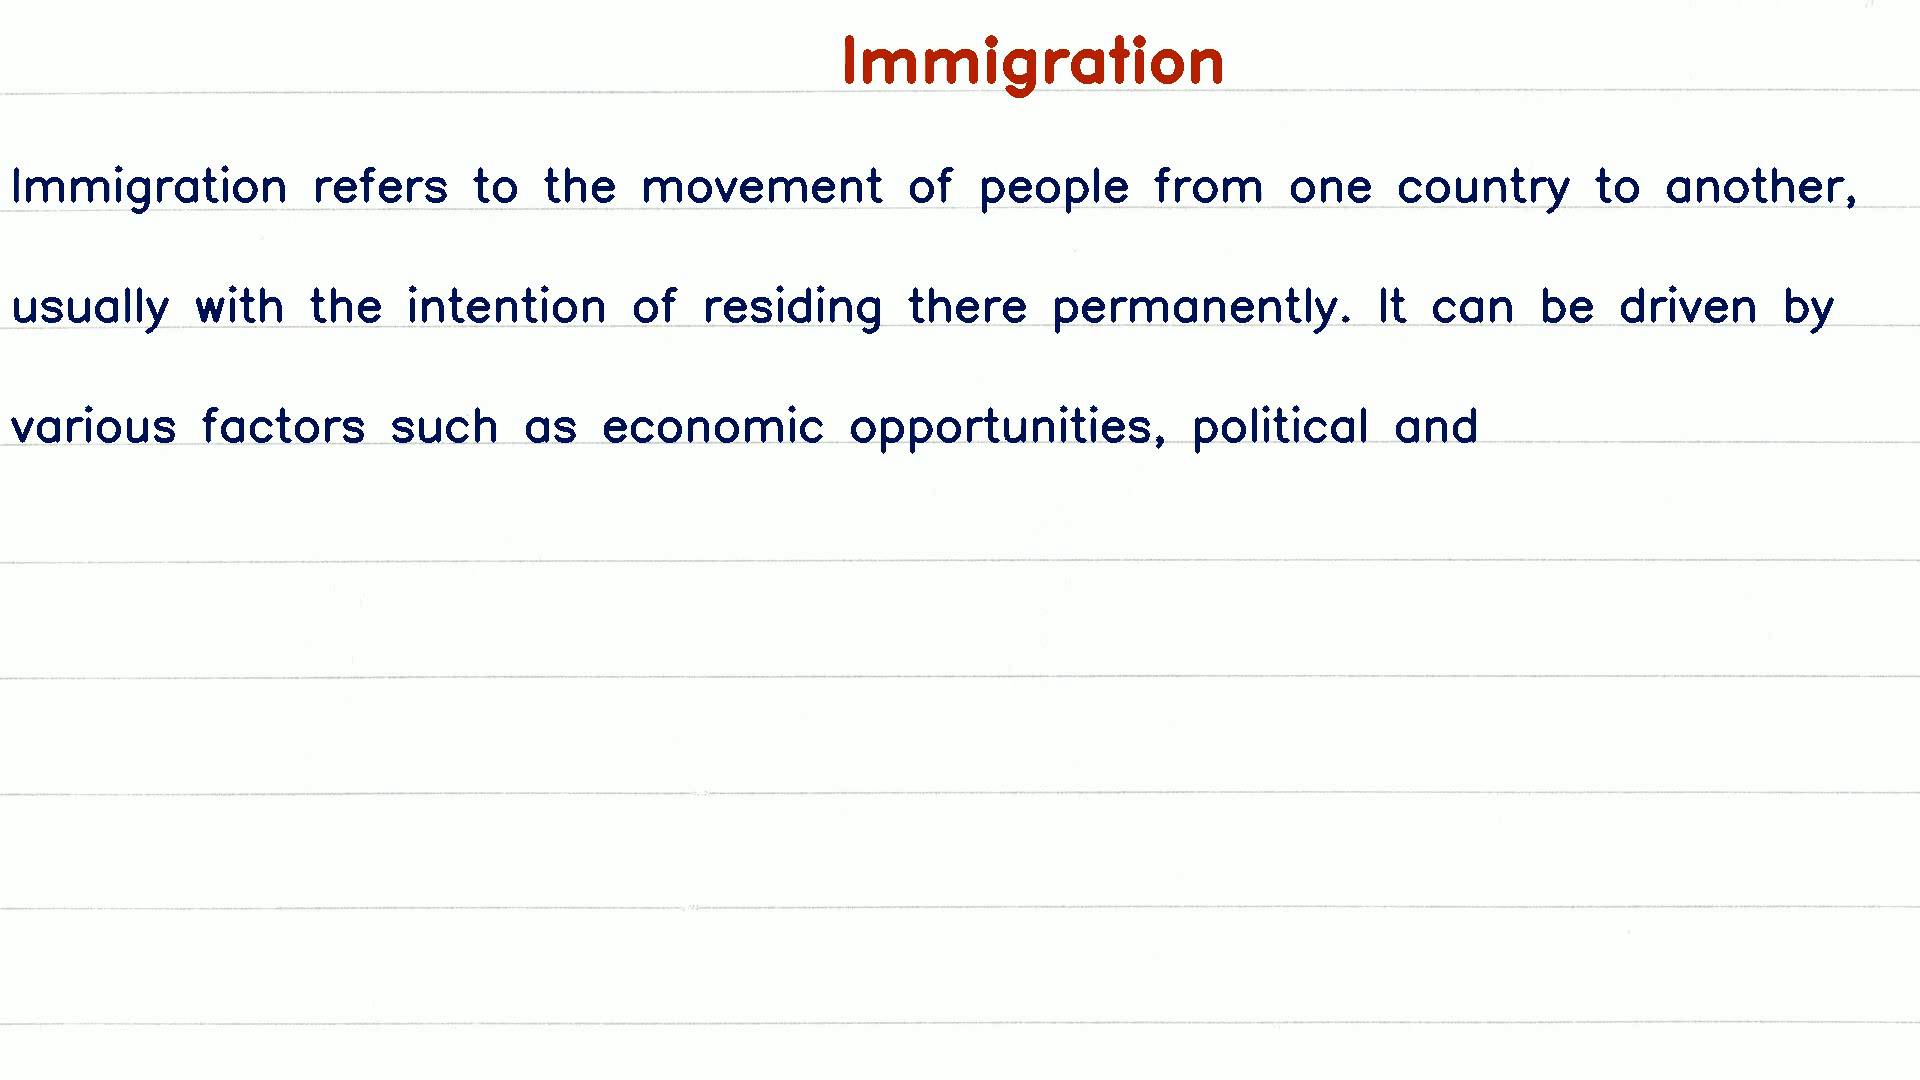 Immigration
Immigration refers to the movement of people from one country to another,
usually with the intention of residing there permanently. It can be driven by
various factors such as economic opportunities, political and